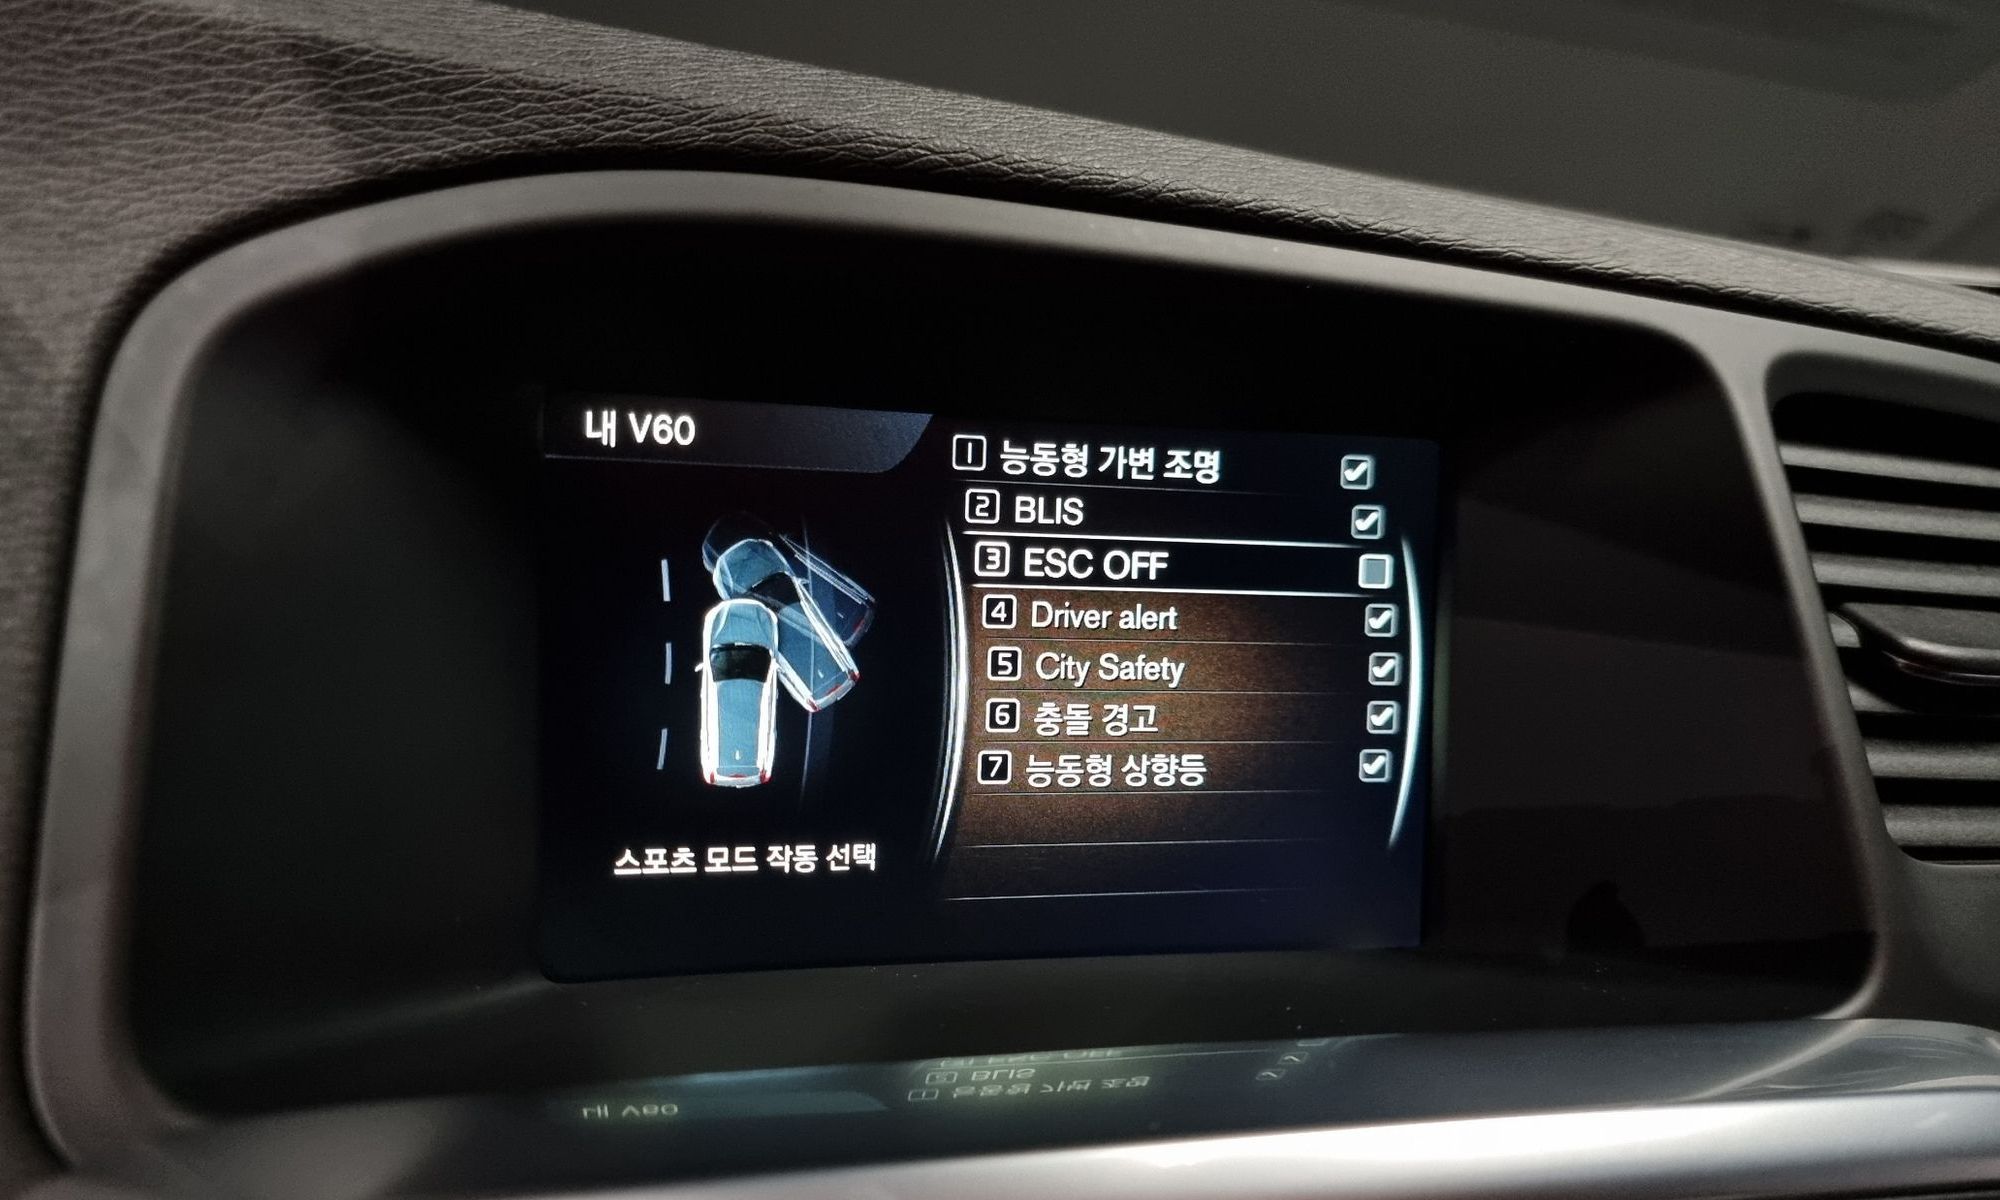 내 V60
1 능동형 가변 조명
2 BLIS
3 ESC OFF
4 Driver alert
5 City Safety
6 충돌 경고
7 능동형 상향등
스포츠 모드 작동 선택